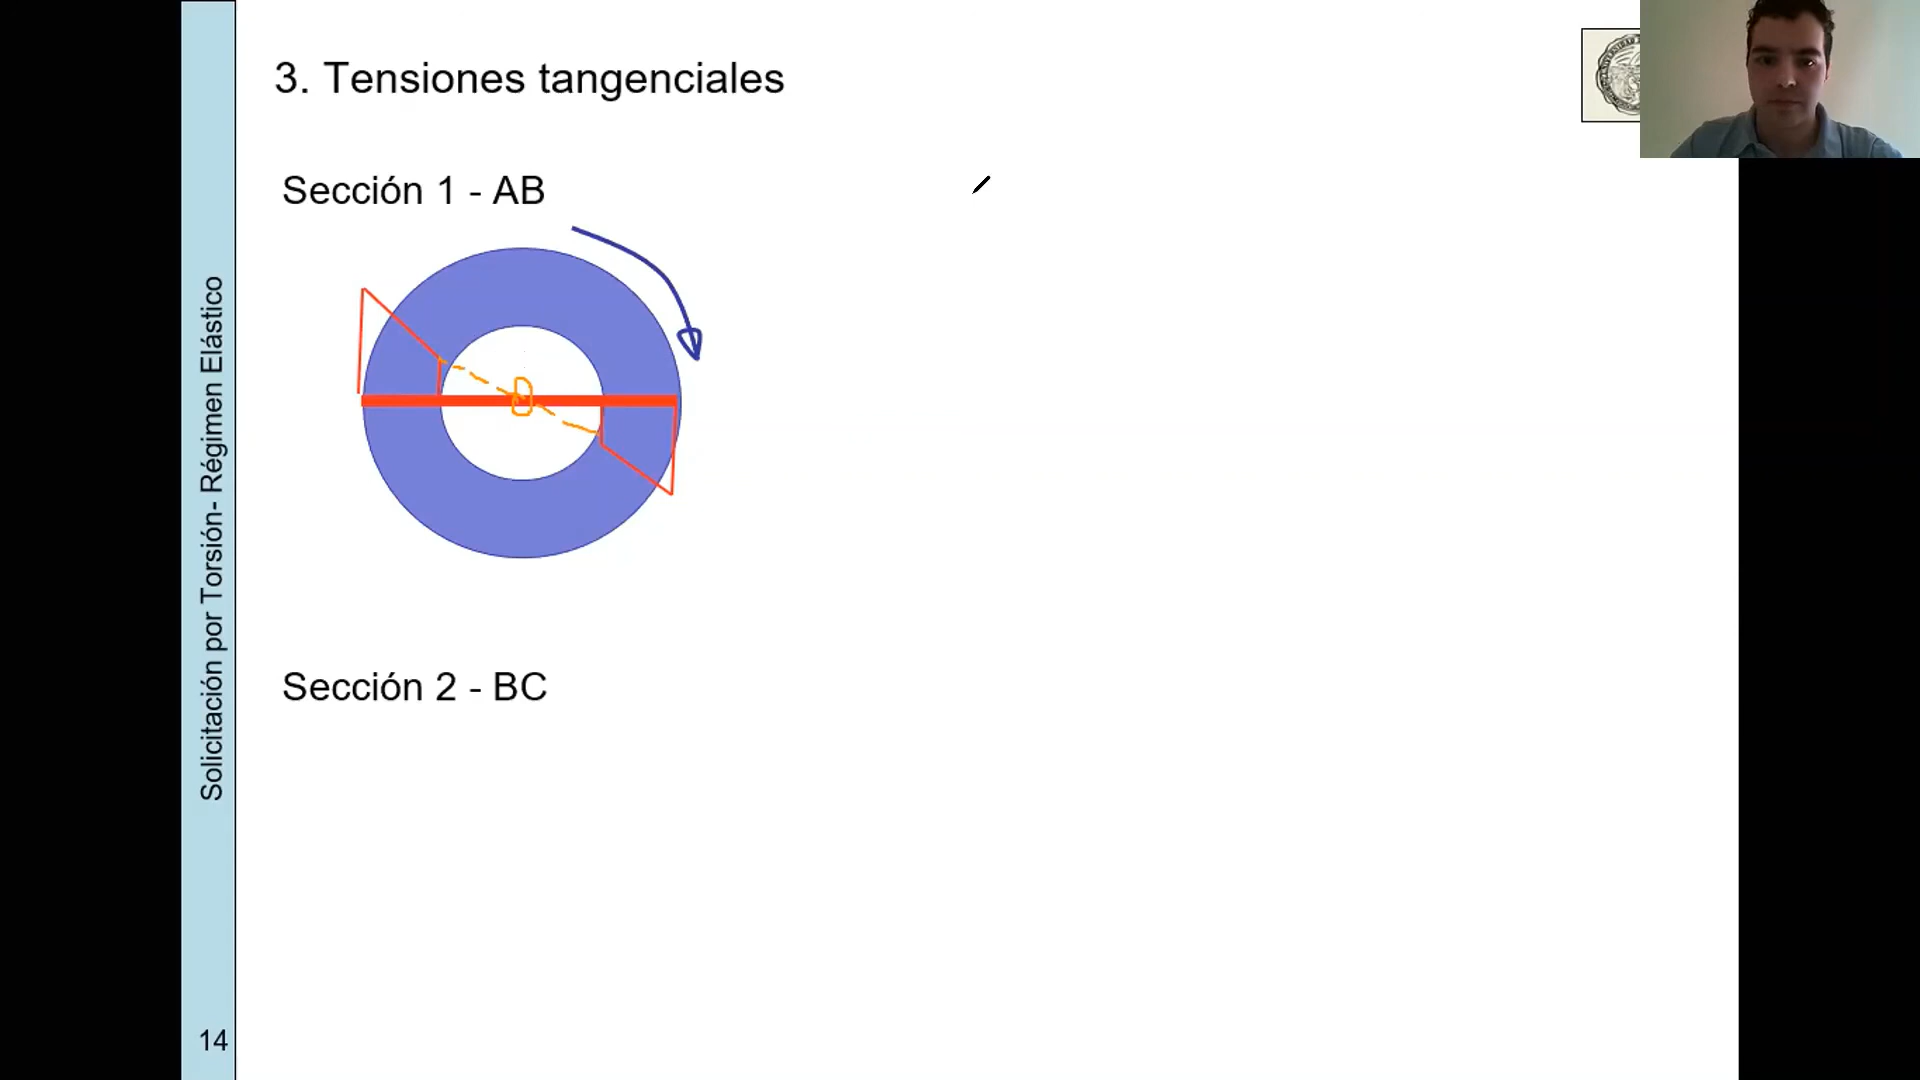 3. Tensiones tangenciales
Sección 1 - AB
Sección 2 - BC
Solicitación por Torsión- Régimen Elástico
14